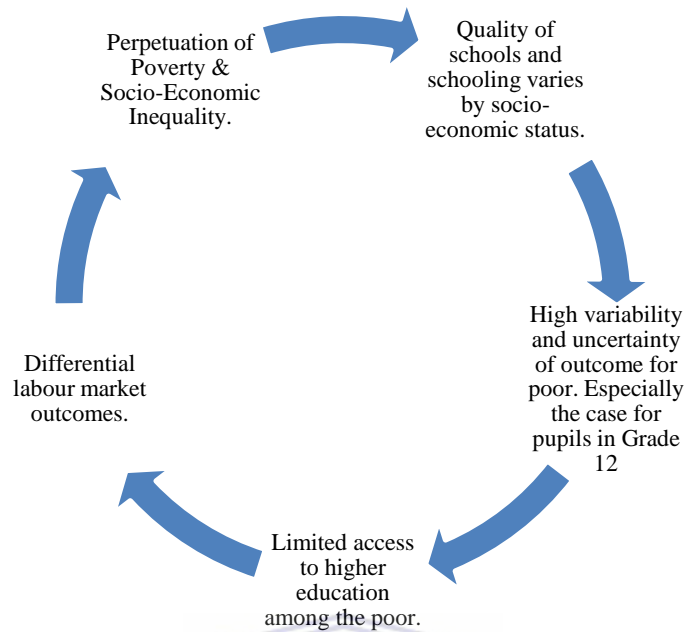 Perpetuation of
Poverty &
Socio-Economic
Inequality.
Quality of
schools and
schooling varies
by socio-
economic status.
High variability
and uncertainty
of outcome for
poor. Especially
the case for
pupils in Grade
12
Limited access
to higher
education
among the poor.
Differential
labour market
outcomes.